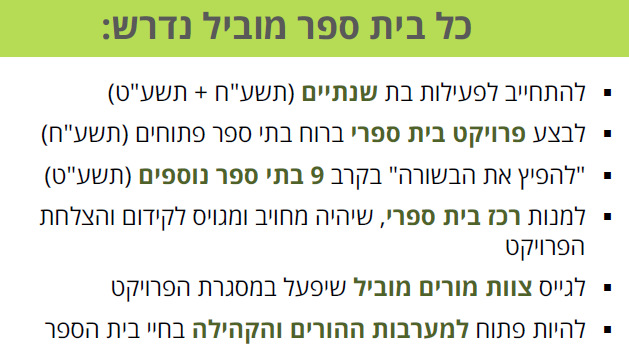 כל בית ספר מוביל נדרש:
▪ להתחייב לפעילות בת שנתיים (תשע"ח + תשע"ט)
▪ לבצע פרויקט בית ספרי ברוח בתי ספר פתוחים (תשע"ח)
▪ "להפיץ את הבשורה" בקרב 9 בתי ספר נוספים (תשע"ט)
▪ למנות רכז בית ספרי, שיהיה מחויב ומגויס לקידום והצלחת
הפרויקט
▪ לגייס צוות מורים מוביל שיפעל במסגרת הפרויקט
▪ להיות פתוח למערבות ההורים והקהילה בחיי בית הספר